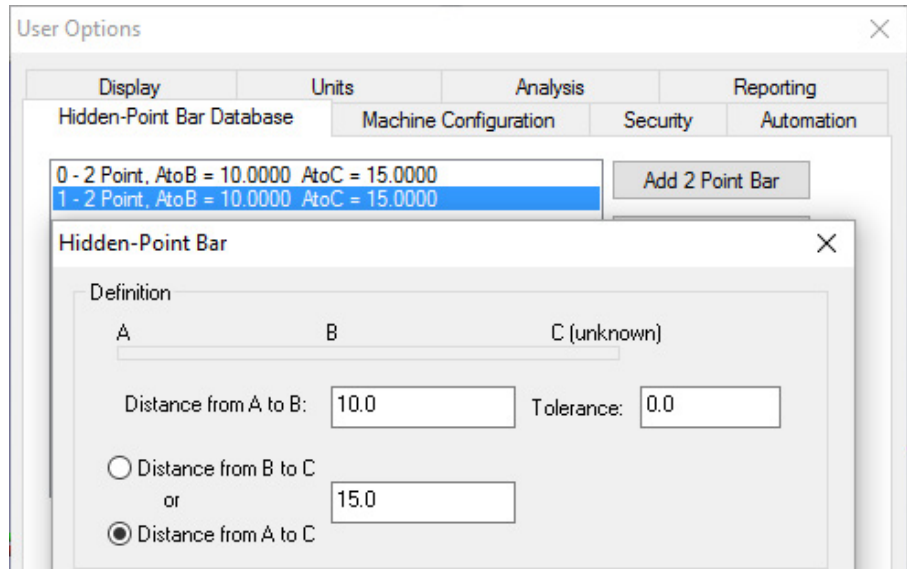 User Options
Display Units Analysis Reporting
Hidden-Point Bar Database Machine Configuration Security Automation
0 - 2 Point, AtoB = 10.0000 AtoC = 15.0000
1 - 2 Point, AtoB = 10.0000 AtoC = 15.0000
Add 2 Point Bar
Hidden-Point Bar
Definition
A B C (unknown)
Distance from A to B: 10.0 Tolerance: 0.0
Distance from B to C
or 15.0
Distance from A to C